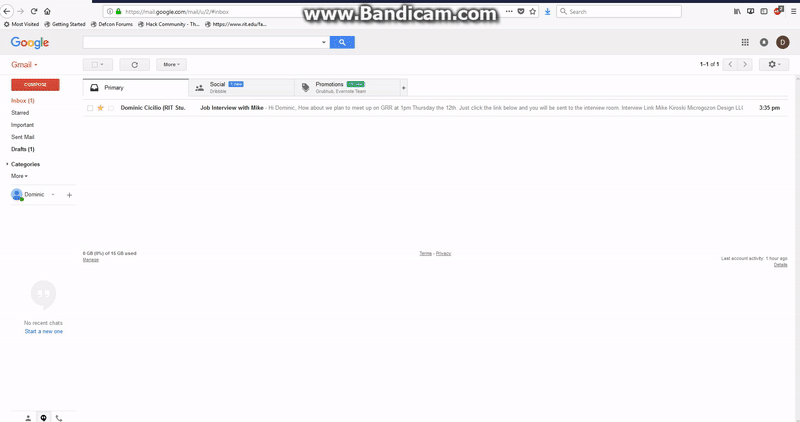 www.Bandicam.com
https://mail.google.com/mail/u/2/#inbox
Search
Most Visited Getting Started Defcon Forums Hack Community - Th... https://www.rit.edu/fa...
Google
D
Gmail
More
1–1 of 1
COMPOSE
Primary
Social
Dribbble
Promotions
Grubhub, Evernote Team
Inbox (1)
Dominic Cicilio (RIT Stu. Job Interview with Mike - Hi Dominic, How about we plan to meet up on GRR at 1pm Thursday the 12th. Just click the link below and you will be sent to the interview room. Interview Link Mike Kinoski Microgozon Design LLI 3:35 pm
Starred
Important
Sent Mail
Drafts (1)
Categories
More
Dominic
0 GB (0%) of 15 GB used
Manage
Terms - Privacy
Last account activity: 1 hour ago
Details
No recent chats
Start a new one